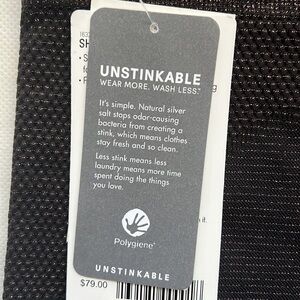 SH
UNSTINKABLE
WEAR MORE. WASH LESS.™
It's simple. Natural silver
salt stops odor-causing
bacteria from creating a
stink, which means clothes
stay fresh and so clean.
Less stink means less
laundry means more time
spent doing the things
you love.
Polygiene®
UNSTINKABLE
$79.00